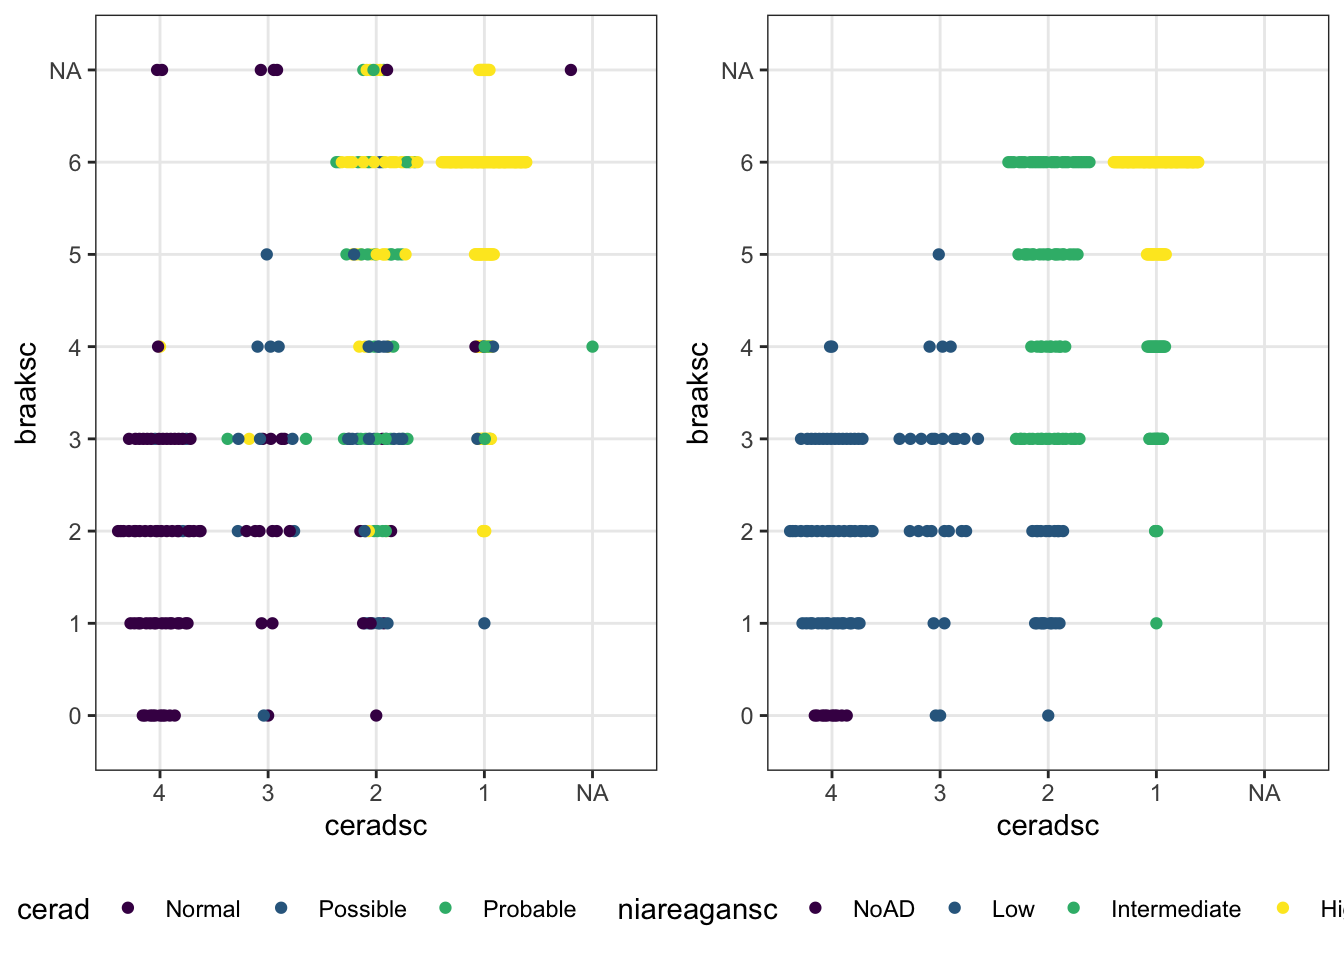 NA
6
5
4
3
2
1
0
braaksc
4 3 2 1 NA
ceradsc
NA
6
5
4
3
2
1
0
braaksc
4 3 2 1 NA
ceradsc
cerad Normal Possible Probable
niareagansc NoAD Low Intermediate Hi